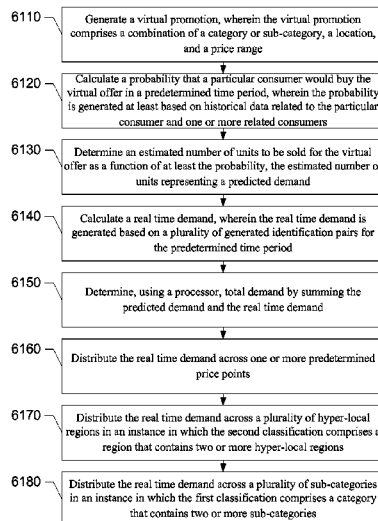 6110
Generate a virtual promotion, wherein the virtual promotion
comprises a combination of a category or sub-category, a location,
and a price range
6120
Calculate a probability that a particular consumer would buy the
virtual offer in a predetermined time period, wherein the probability
is generated at least based on historical data related to the particular
consumer and one or more related consumers
6130
Determine an estimated number of units to be sold for the virtual
offer as a function of at least the probability, the estimated number of
units representing a predicted demand
6140
Calculate a real time demand, wherein the real time demand is
generated based on a plurality of generated identification pairs for
the predetermined time period
6150
Determine, using a processor, total demand by summing the
predicted demand and the real time demand
6160
Distribute the real time demand across one or more predetermined
price points
6170
Distribute the real time demand across a plurality of hyper-local
regions in an instance in which the second classification comprises a
region that contains two or more hyper-local regions
6180
Distribute the real time demand across a plurality of sub-categories
in an instance in which the first classification comprises a category
that contains two or more sub-categories